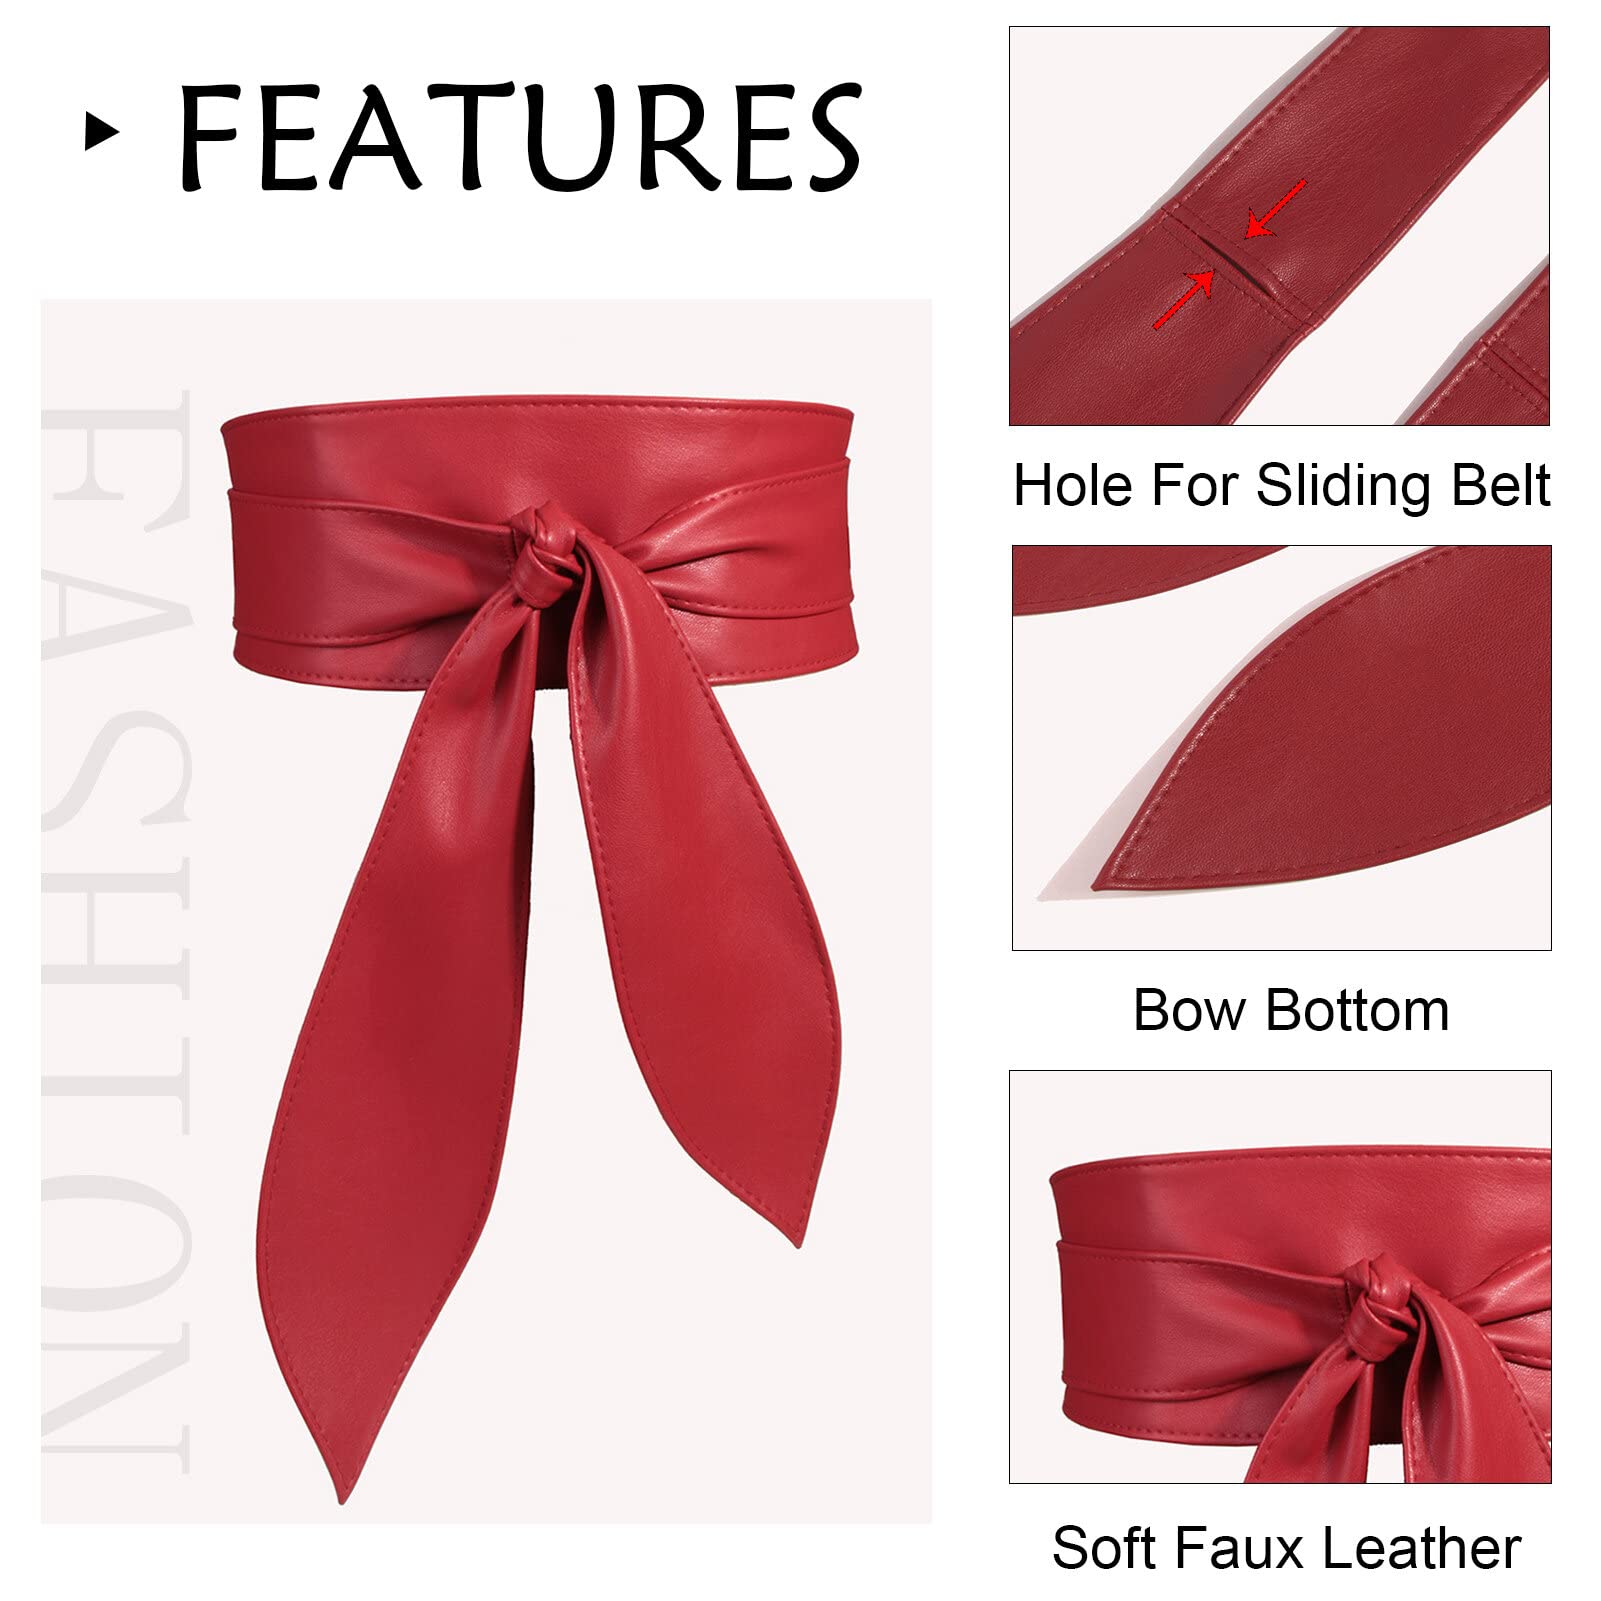 FEATURES
FASHION
Hole For Sliding Belt
Bow Bottom
Soft Faux Leather